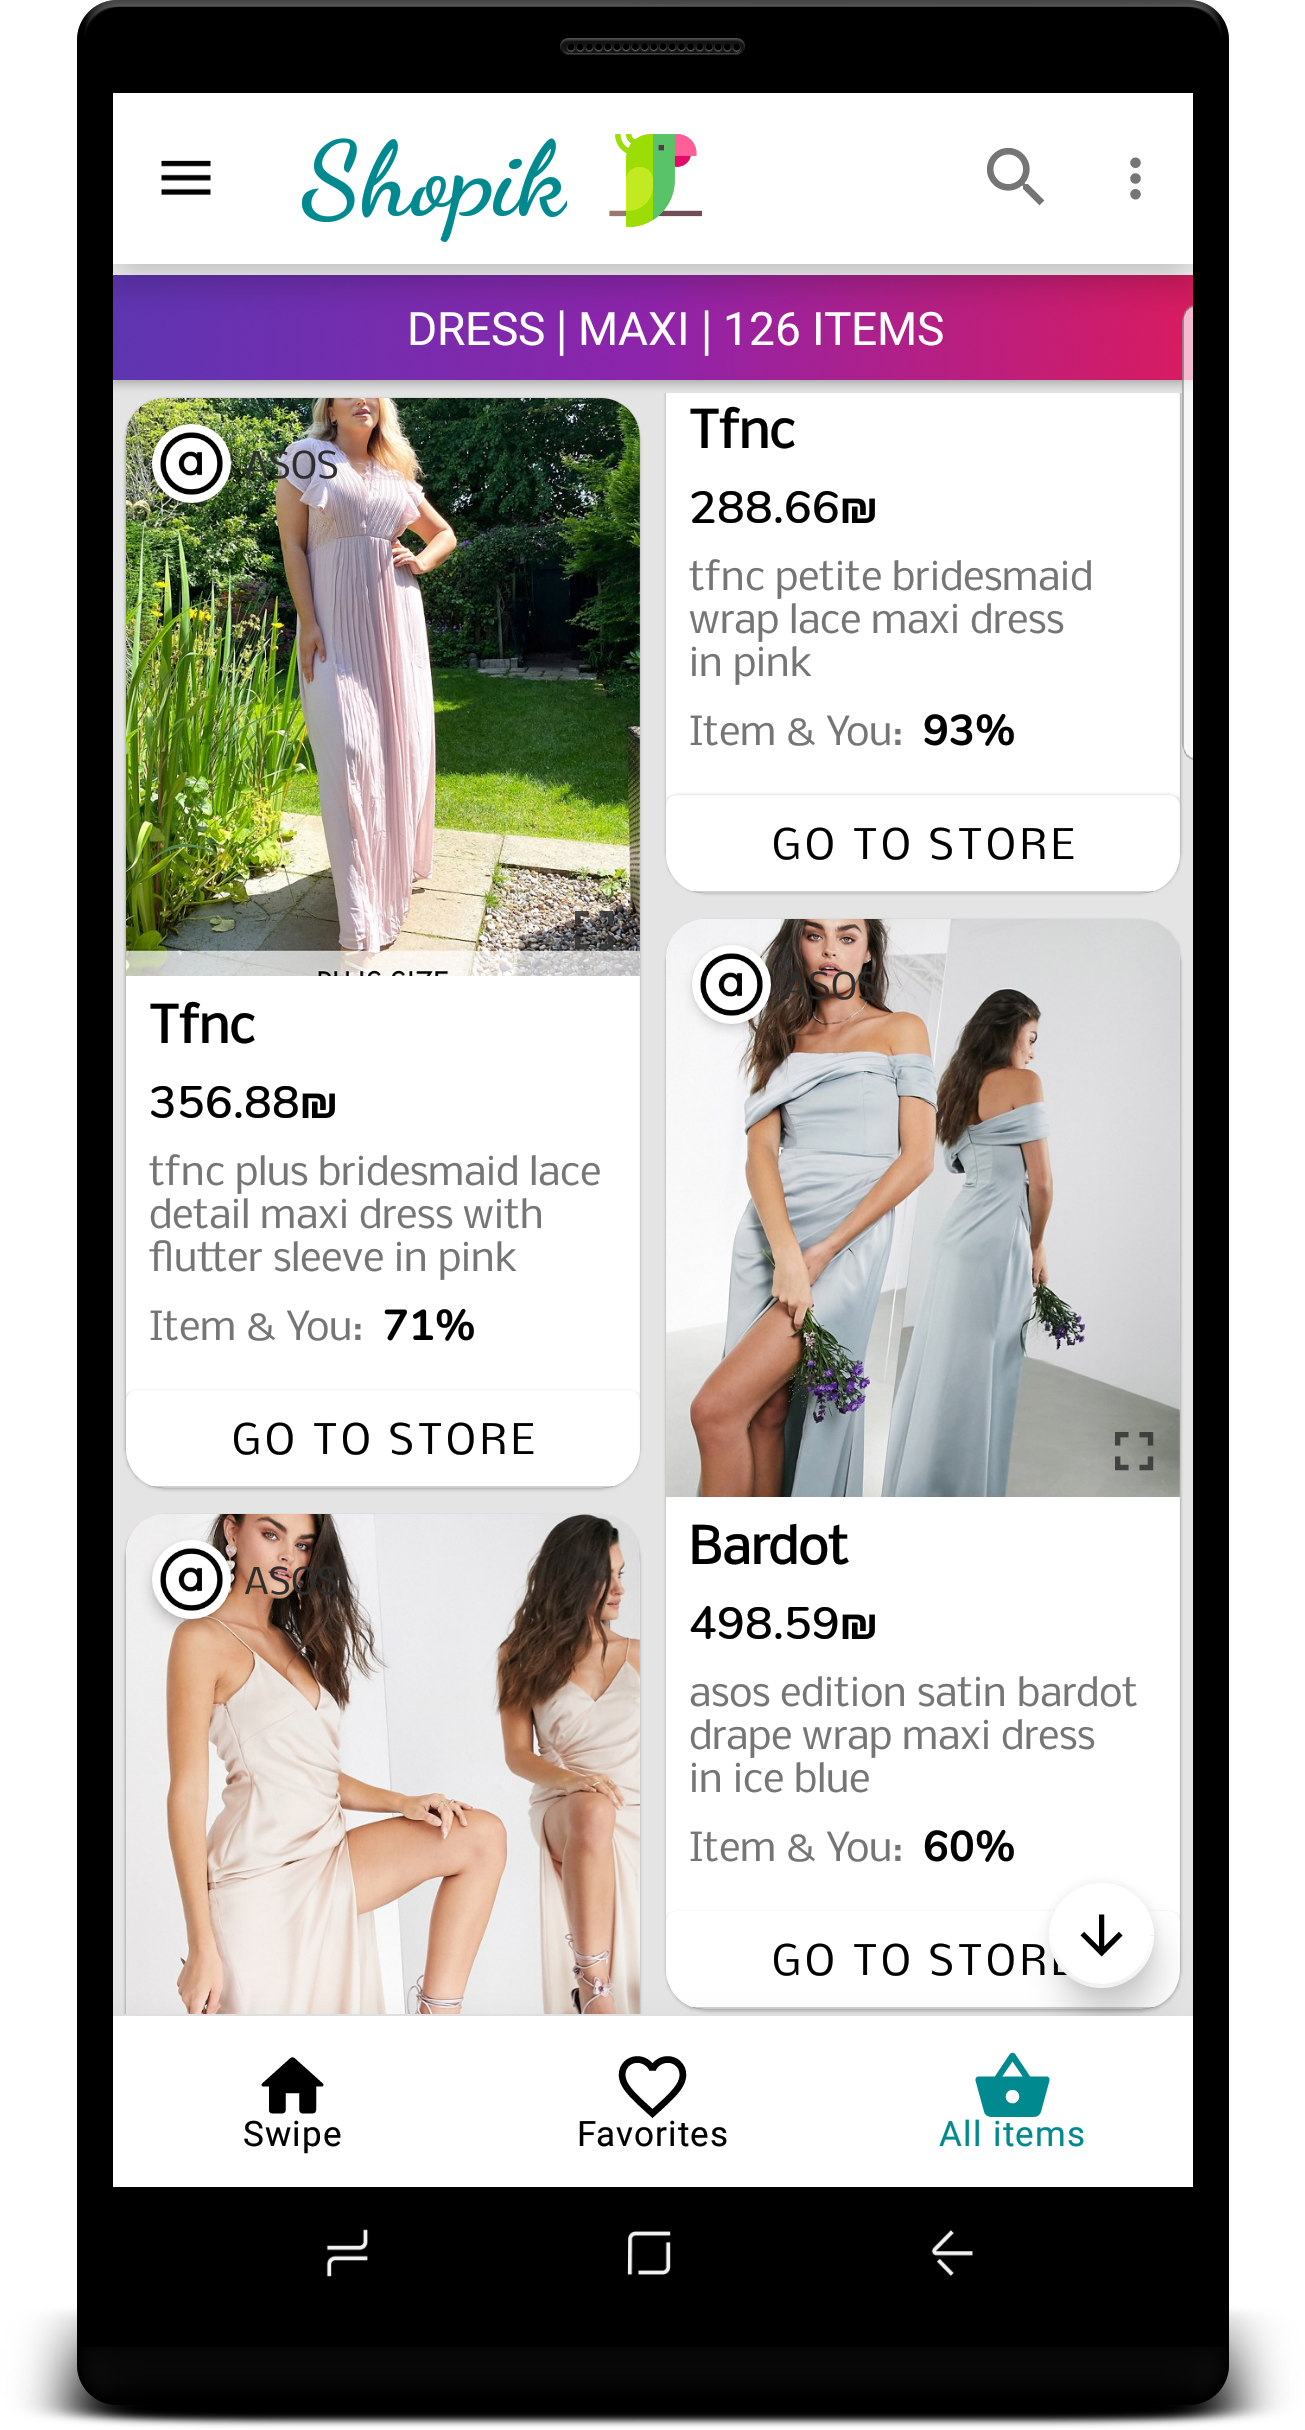 Shopik
DRESS | MAXI | 126 ITEMS
a ASOS
PLUS SIZE
Tfnc
356.88₪
tfnc plus bridesmaid lace
detail maxi dress with
flutter sleeve in pink
Item & You: 71%
GO TO STORE
a ASOS
Tfnc
288.66₪
tfnc petite bridesmaid
wrap lace maxi dress
in pink
Item & You: 93%
GO TO STORE
a ASOS
Bardot
498.59₪
asos edition satin bardot
drape wrap maxi dress
in ice blue
Item & You: 60%
GO TO STORE
Swipe
Favorites
All items